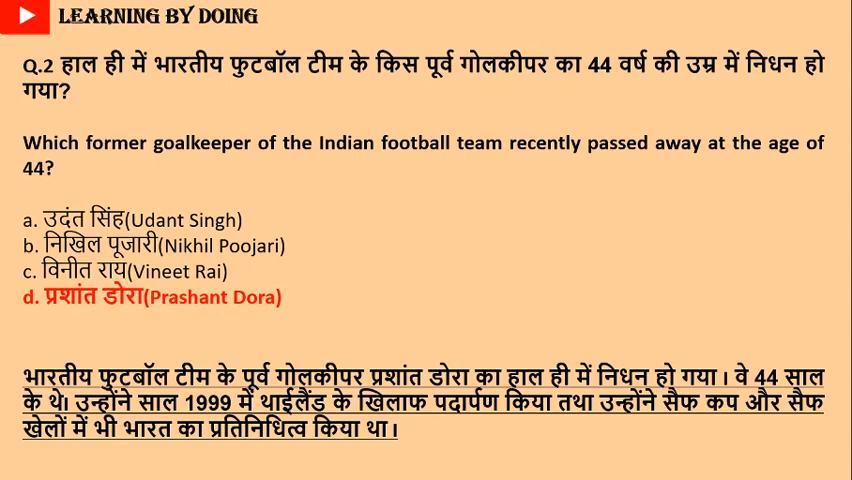 LEARNING BY DOING
Q.2 हाल ही में भारतीय फुटबॉल टीम के किस पूर्व गोलकीपर का 44 वर्ष की उम्र में निधन हो
गया?
Which former goalkeeper of the Indian football team recently passed away at the age of
44?
a. उदंत सिंह(Udant Singh)
b. निखिल पूजारी(Nikhil Poojari)
c. विनीत राय(Vineet Rai)
d. प्रशांत डोरा(Prashant Dora)
भारतीय फुटबॉल टीम के पूर्व गोलकीपर प्रशांत डोरा का हाल ही में निधन हो गया। वे 44 साल
के थे। उन्होंने साल 1999 में थाईलैंड के खिलाफ पदार्पण किया तथा उन्होंने सैफ कप और सैफ
खेलों में भी भारत का प्रतिनिधित्व किया था।